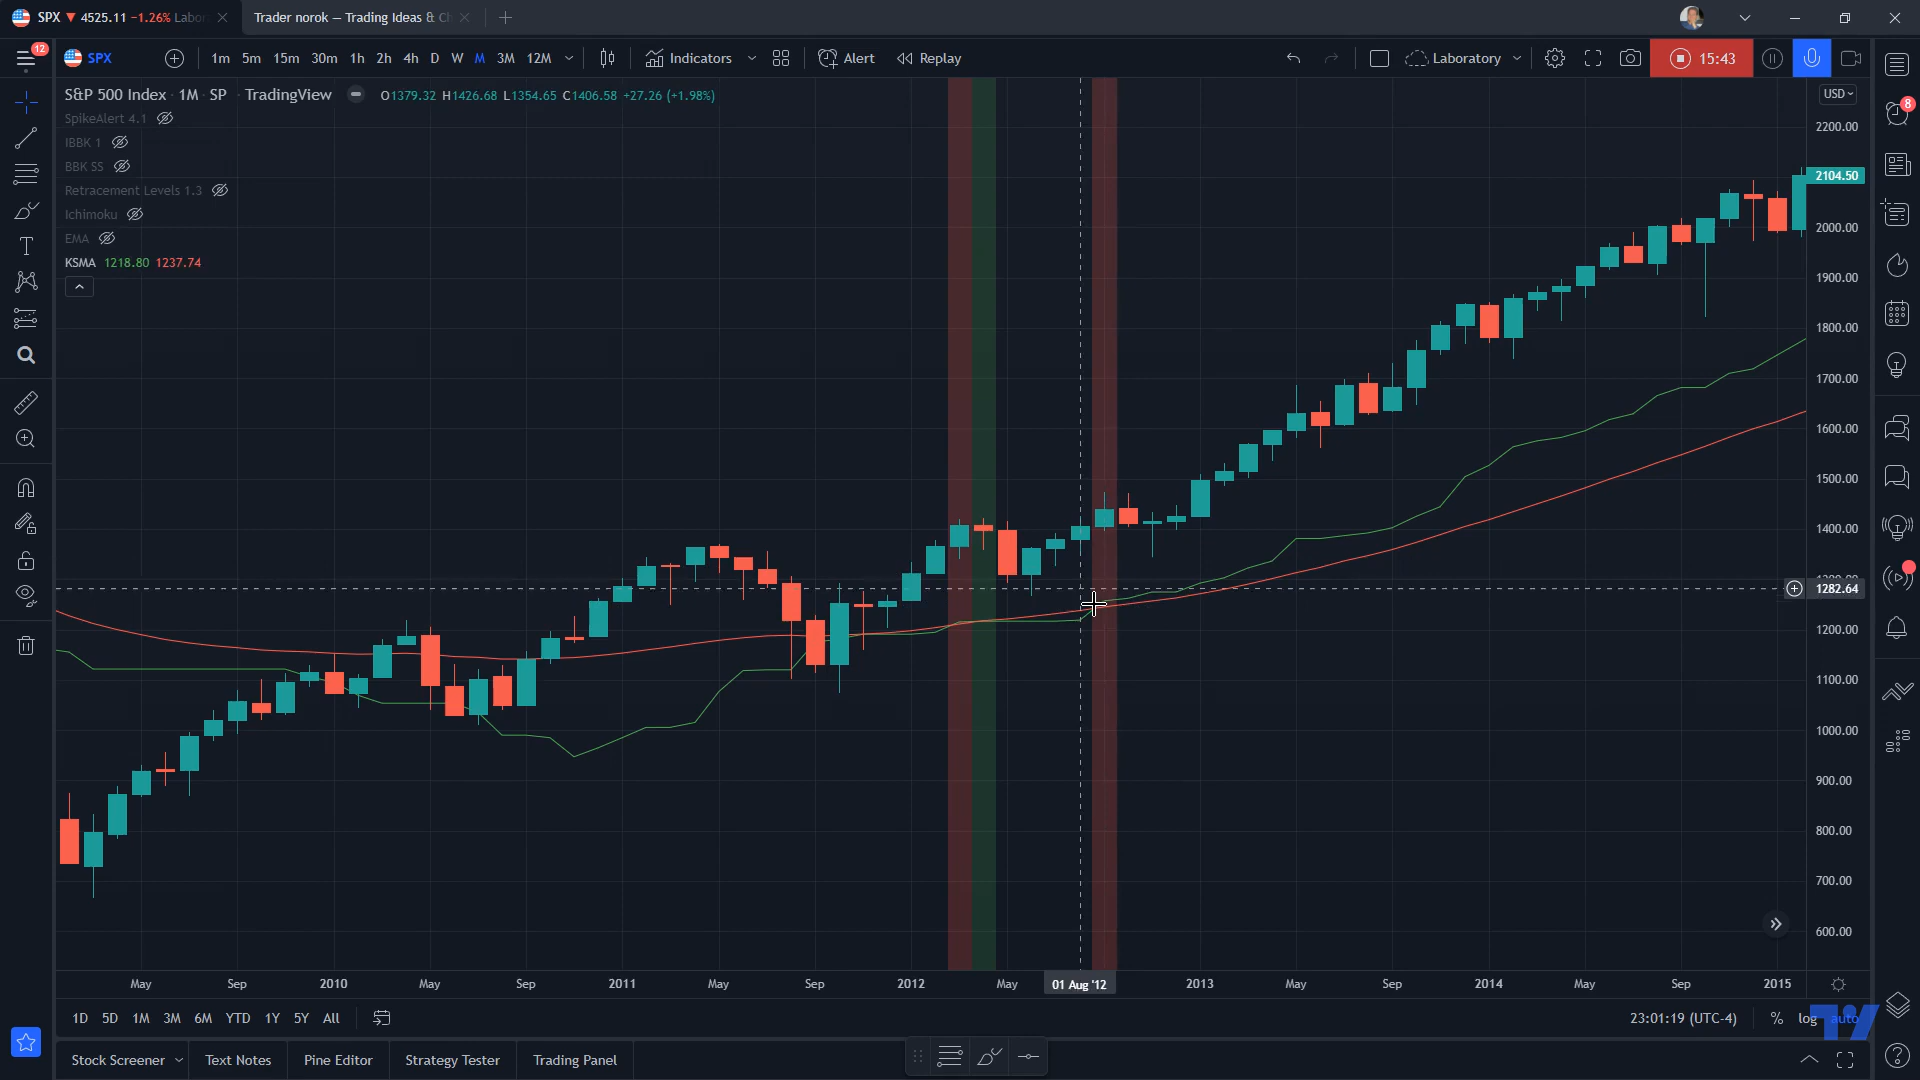 SPX ▼ 4525.11 −1.26% Labor
Trader norok — Trading Ideas & C
12
SPX
1m 5m 15m 30m 1h 2h 4h D W M 3M 12M
Indicators
Alert
Replay
Laboratory
15:43
S&P 500 Index · 1M · SP · TradingView
O1379.32 H1426.68 L1354.65 C1406.58 +27.26 (+1.98%)
USD
8
SpikeAlert 4.1
IBBK 1
BBK SS
Retracement Levels 1.3
Ichimoku
EMA
KSMA 1218.80 1237.74
2200.00
2104.50
2000.00
1900.00
1800.00
1700.00
1600.00
1500.00
1400.00
1282.64
1200.00
1100.00
1000.00
900.00
800.00
700.00
600.00
May Sep 2010 May Sep 2011 May Sep 2012 May 01 Aug '12 2013 May Sep 2014 May Sep 2015
1D 5D 1M 3M 6M YTD 1Y 5Y All
23:01:19 (UTC-4) % log auto
Stock Screener Text Notes Pine Editor Strategy Tester Trading Panel